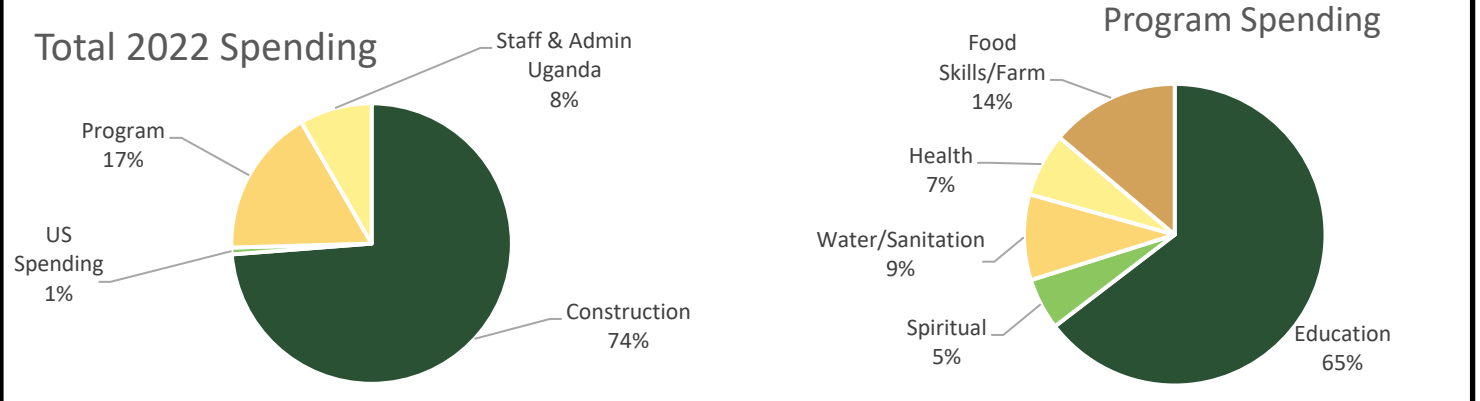 Total 2022 Spending
Staff & Admin
Uganda
8%
Program
17%
US
Spending
1%
Construction
74%
Program Spending
Food
Skills/Farm
14%
Health
7%
Water/Sanitation
9%
Spiritual
5%
Education
65%